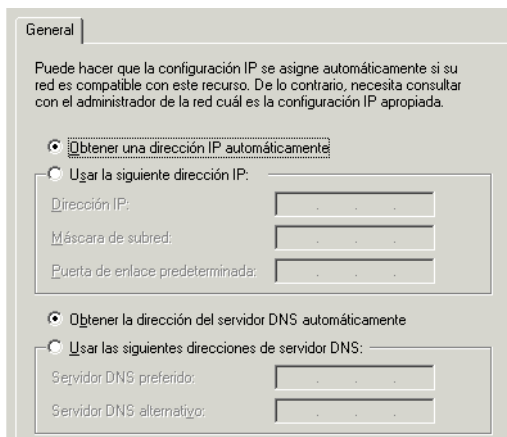 General
Puede hacer que la configuración IP se asigne automáticamente si su
red es compatible con este recurso. De lo contrario, necesita consultar
con el administrador de la red cuál es la configuración IP apropiada.
Obtener una dirección IP automáticamente
Usar la siguiente dirección IP:
Dirección IP:
Máscara de subred:
Puerta de enlace predeterminada:
Obtener la dirección del servidor DNS automáticamente
Usar las siguientes direcciones de servidor DNS:
Servidor DNS preferido:
Servidor DNS alternativo: